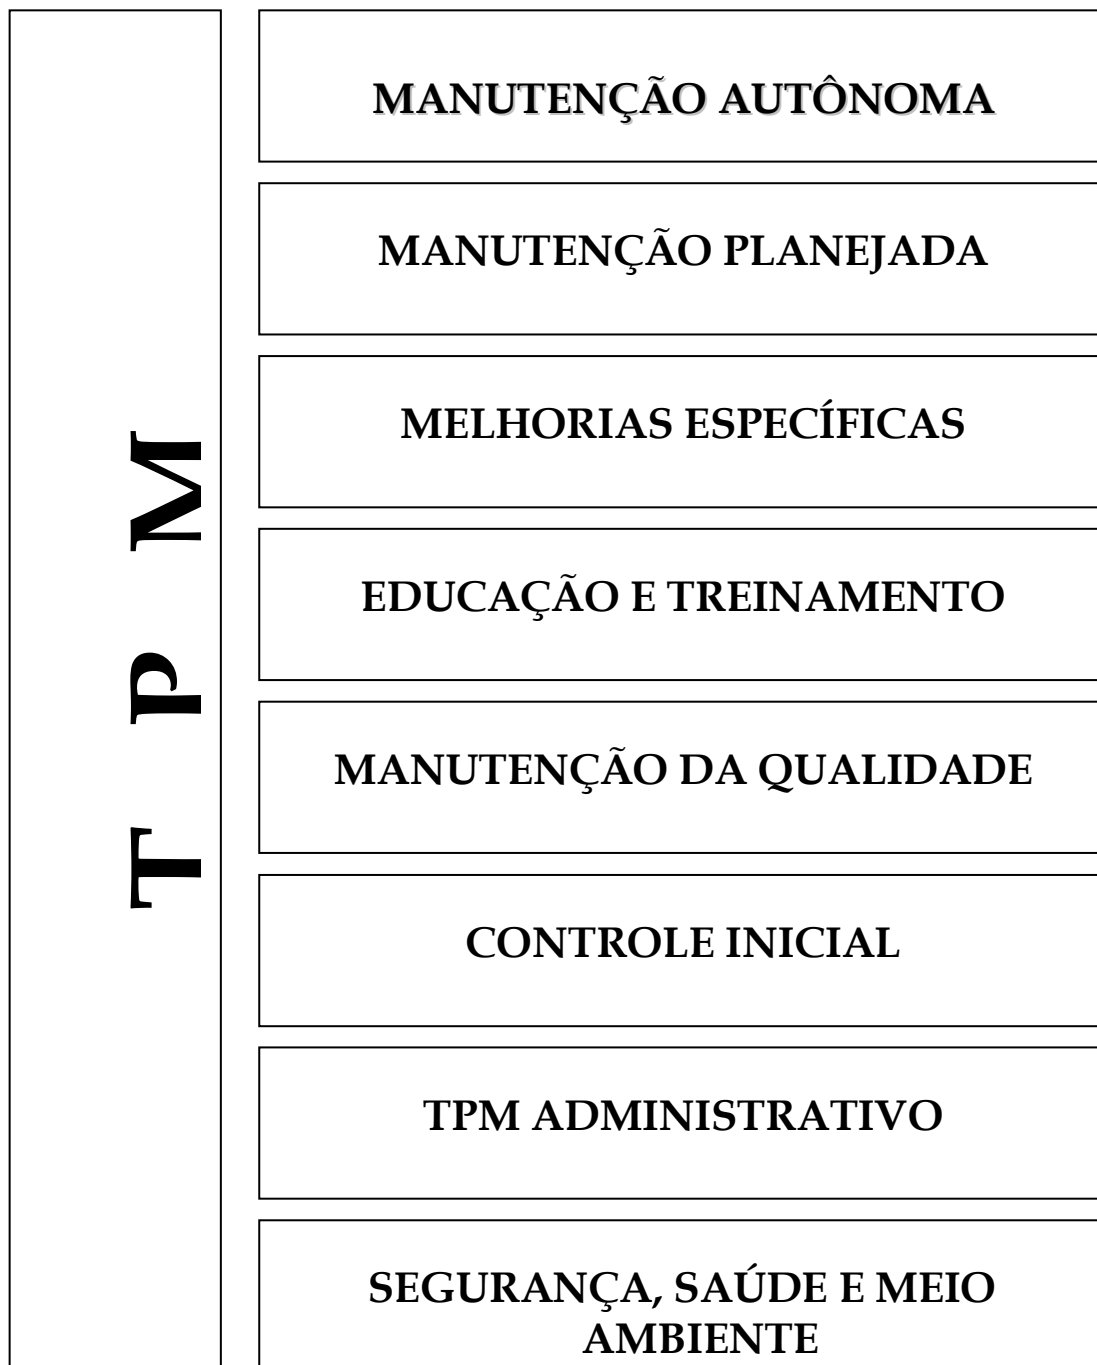 T P M
MANUTENÇÃO AUTÔNOMA
MANUTENÇÃO PLANEJADA
MELHORIAS ESPECÍFICAS
EDUCAÇÃO E TREINAMENTO
MANUTENÇÃO DA QUALIDADE
CONTROLE INICIAL
TPM ADMINISTRATIVO
SEGURANÇA, SAÚDE E MEIO
AMBIENTE